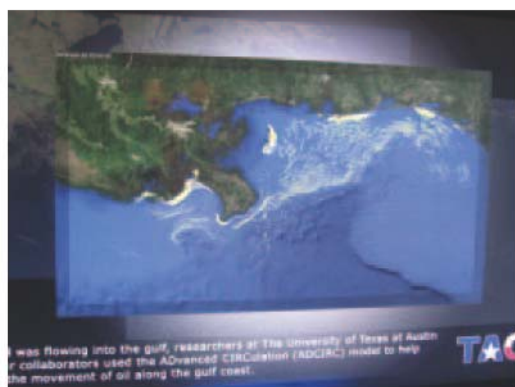 was flowing into the gulf, researchers at The University of Texas at Austin
r collaborators used the ADvanced CIRCulation (ADCIRC) model to help
the movement of oil along the gulf coast.
TAC